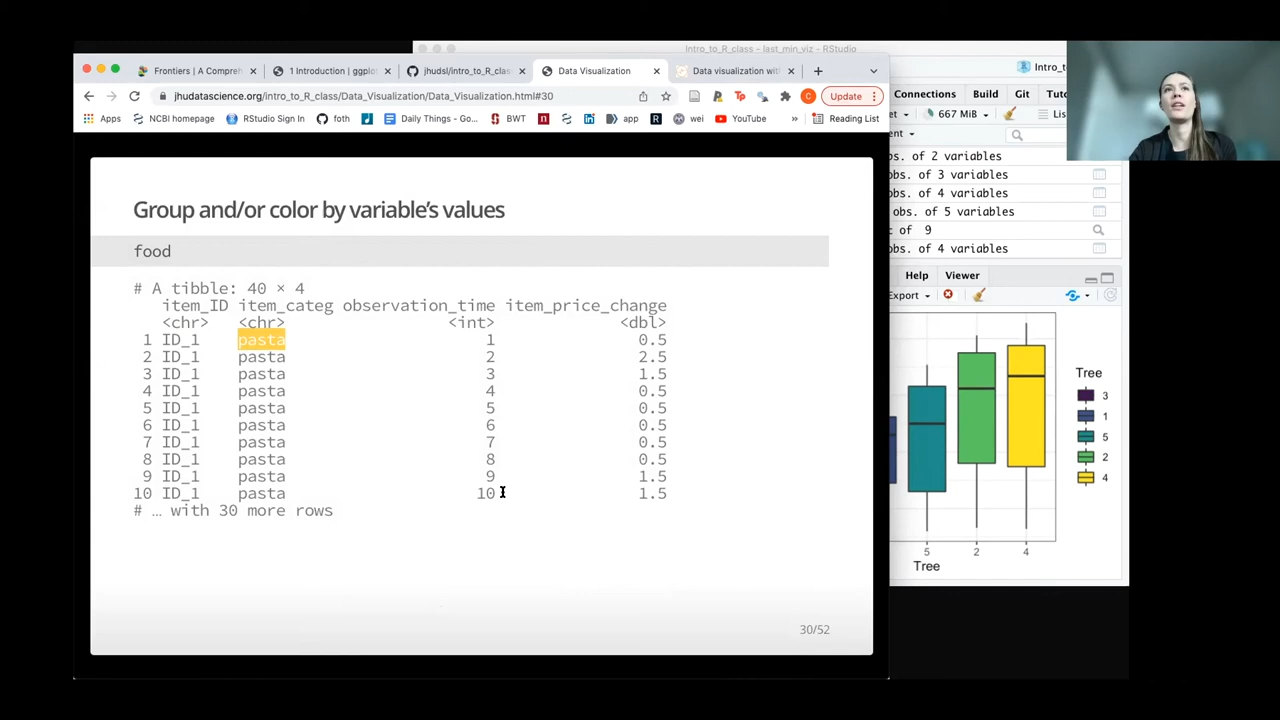 Intro_to_R_class - last_min_viz - RStudio
Frontiers | A Compreh
1 Introduction | ggplot
jhudsl/intro_to_R_class
Data Visualization
Data visualization with
Intro_to
jhudatascience.org/intro_to_R_class/Data_Visualization/Data_Visualization.html#30
Update
Connections Build Git Tuto
Apps
NCBI homepage
RStudio Sign In
foth
Daily Things - Go...
BWT
app
wei
YouTube
Reading List
667 MiB
obs. of 2 variables
obs. of 3 variables
obs. of 4 variables
obs. of 5 variables
of 9
obs. of 4 variables
Group and/or color by variable's values
food
# A tibble: 40 × 4
item_ID item_categ observation_time item_price_change
<chr> <chr> <int> <dbl>
1 ID_1 pasta 1 0.5
2 ID_1 pasta 2 2.5
3 ID_1 pasta 3 1.5
4 ID_1 pasta 4 0.5
5 ID_1 pasta 5 0.5
6 ID_1 pasta 6 0.5
7 ID_1 pasta 7 0.5
8 ID_1 pasta 8 0.5
9 ID_1 pasta 9 1.5
10 ID_1 pasta 10 1.5
# … with 30 more rows
30/52
Help Viewer
Export
Tree
3
1
5
2
4
5 2 4
Tree